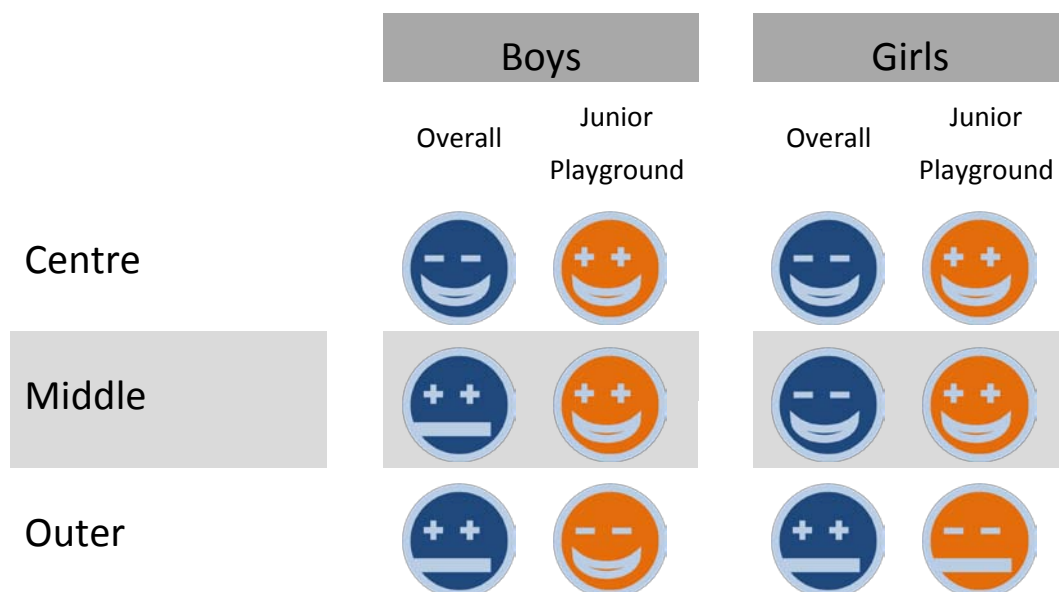 Boys
Girls
Overall
Junior
Playground
Overall
Junior
Playground
Centre
Middle
Outer